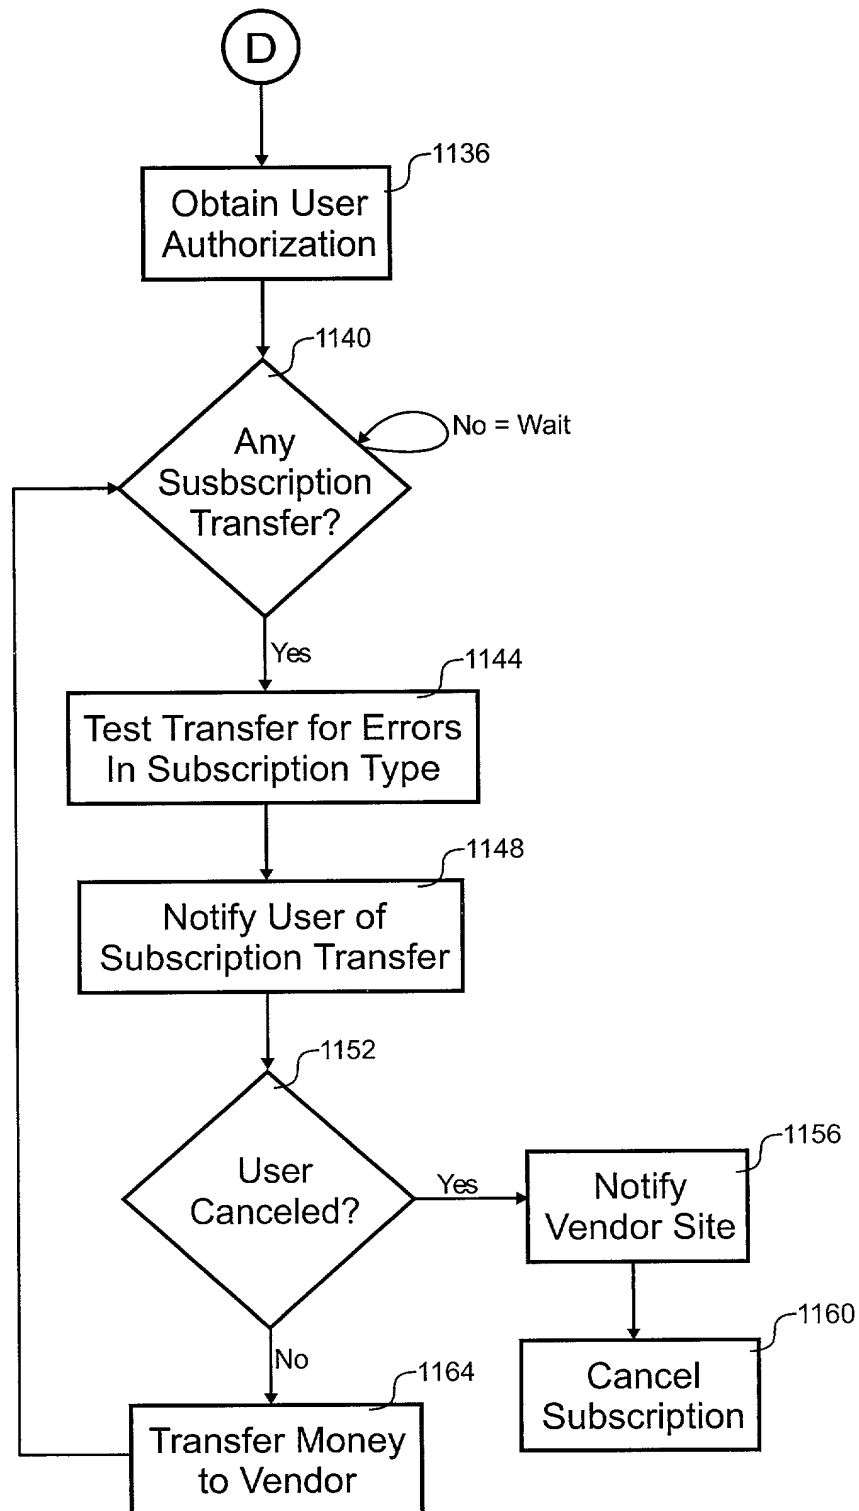 D
1136
Obtain User
Authorization
1140
Any
Susbscription
Transfer?
No = Wait
Yes
1144
Test Transfer for Errors
In Subscription Type
1148
Notify User of
Subscription Transfer
1152
User
Canceled?
Yes
1156
Notify
Vendor Site
1160
Cancel
Subscription
No
1164
Transfer Money
to Vendor